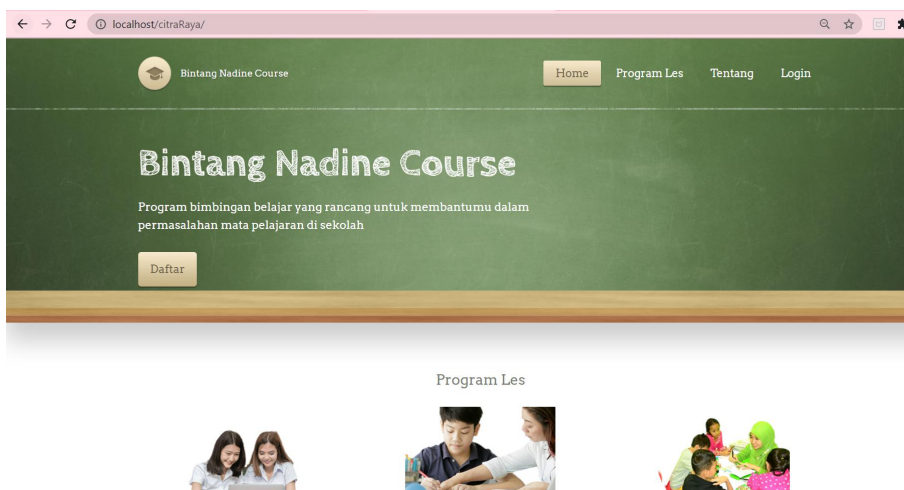 localhost/citraRaya/
Bintang Nadine Course
Home
Program Les
Tentang
Login
Bintang Nadine Course
Program bimbingan belajar yang rancang untuk membantumu dalam
permasalahan mata pelajaran di sekolah
Daftar
Program Les